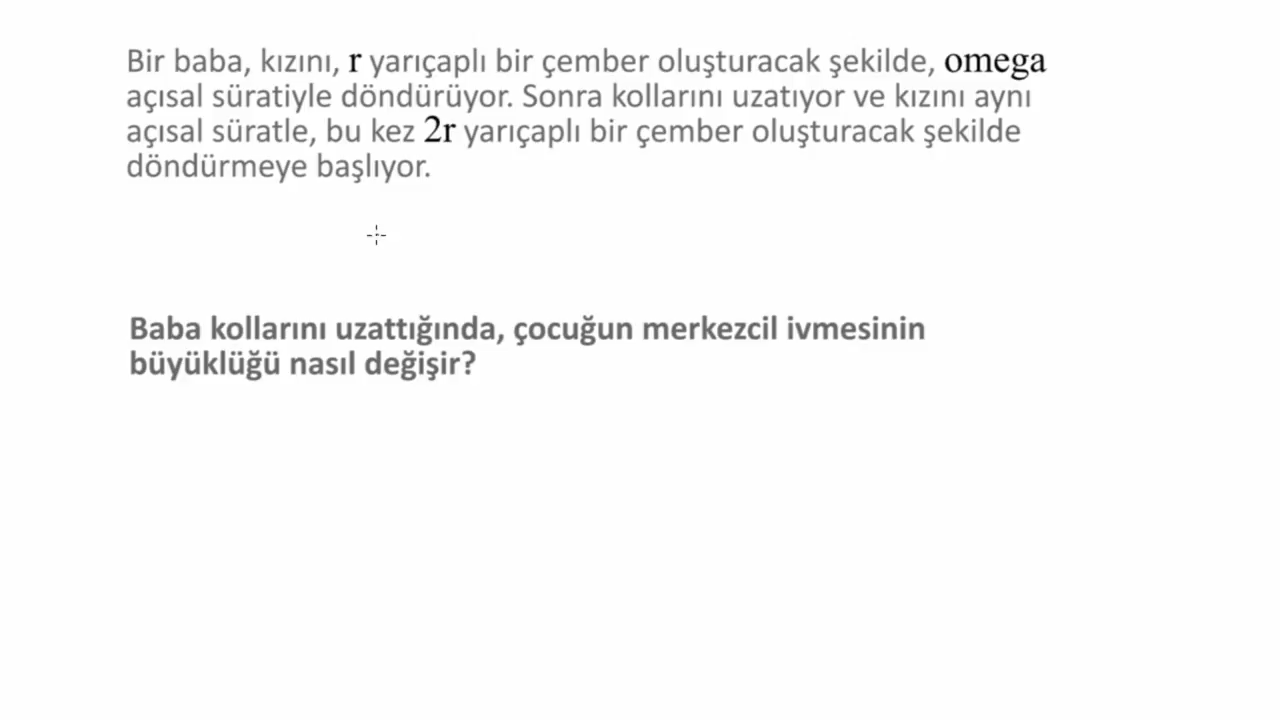 Bir baba, kızını, r yarıçaplı bir çember oluşturacak şekilde, omega
açısal süratiyle döndürüyor. Sonra kollarını uzatıyor ve kızını aynı
açısal süratle, bu kez 2r yarıçaplı bir çember oluşturacak şekilde
döndürmeye başlıyor.
Baba kollarını uzattığında, çocuğun merkezcil ivmesinin
büyüklüğü nasıl değişir?